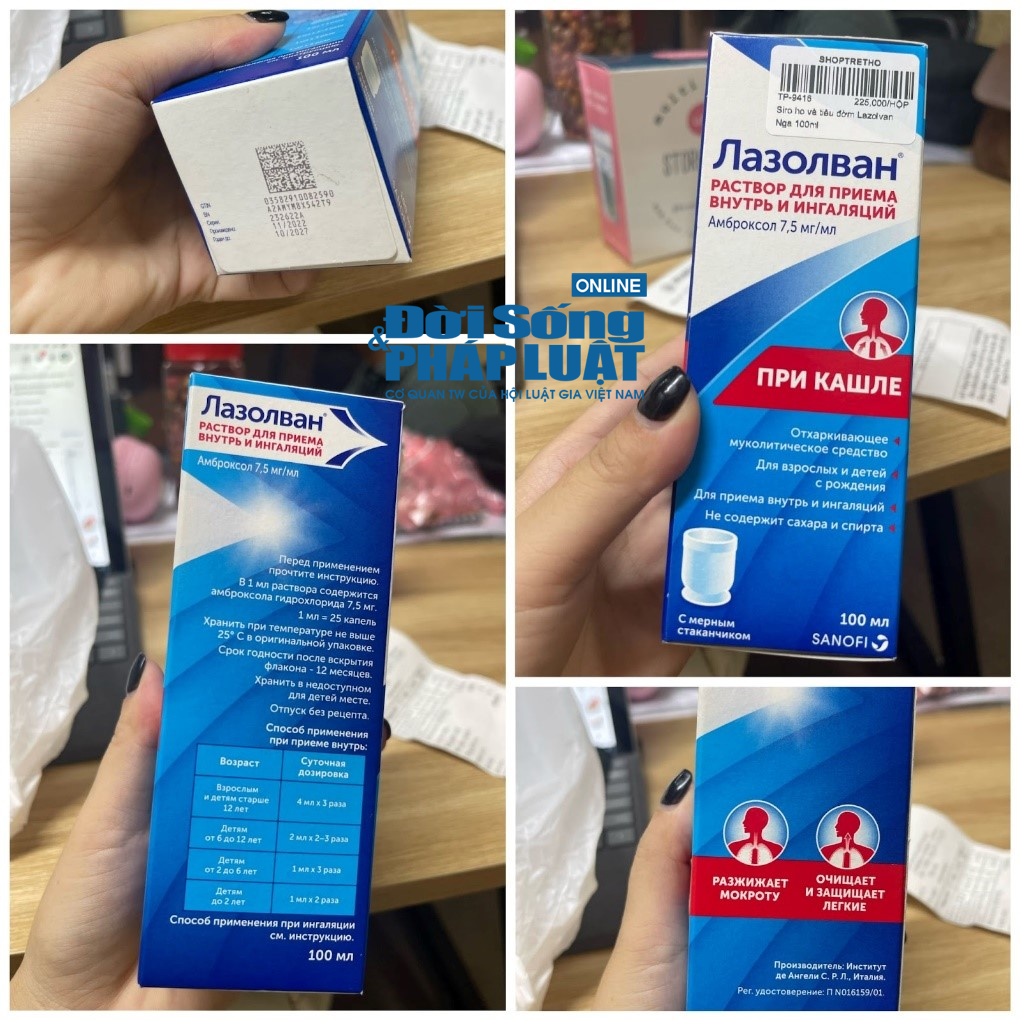 GTIN
03582910082590
SN
A2AMYM8X542T9
Серия
232622A
11/2022
10/2027
SHOPTRETHO
TP-9416 225,000/HỘP
Siro ho và tiêu đờm Lazolvan
Nga 100ml
Лазолван®
РАСТВОР ДЛЯ ПРИЕМА
ВНУТРЬ И ИНГАЛЯЦИЙ
Амброксол 7,5 мг/мл
ПРИ КАШЛЕ
Отхаркивающее
муколитическое средство
Для взрослых и детей
с рождения
Для приема внутрь и ингаляций
Не содержит сахара и спирта
С мерным
стаканчиком
100 мл
SANOFI
ONLINE
Đời Sống
& PHÁP LUẬT
CƠ QUAN TW CỦA HỘI LUẬT GIA VIỆT NAM
Лазолван®
РАСТВОР ДЛЯ ПРИЕМА
ВНУТРЬ И ИНГАЛЯЦИЙ
Амброксол 7,5 мг/мл
Перед применением
прочтите инструкцию.
В 1 мл раствора содержится
амброксола гидрохлорида 7,5 мг.
1 мл = 25 капель
Хранить при температуре не выше
25° С в оригинальной упаковке.
Срок годности после вскрытия
флакона - 12 месяцев.
Хранить в недоступном
для детей месте.
Отпуск без рецепта.
Способ применения
при приеме внутрь:
Возраст
Суточная
дозировка
Взрослым
и детям старше
12 лет
4 мл x 3 раза
Детям
от 6 до 12 лет
2 мл x 2–3 раза
Детям
от 2 до 6 лет
1 мл x 3 раза
Детям
до 2 лет
1 мл x 2 раза
Способ применения при ингаляции
см. инструкцию.
100 мл
РАЗЖИЖАЕТ
МОКРОТУ
ОЧИЩАЕТ
И ЗАЩИЩАЕТ
ЛЕГКИЕ
Производитель: Институт
де Ангели С. Р. Л., Италия.
Рег. удостоверение: П N016159/01.